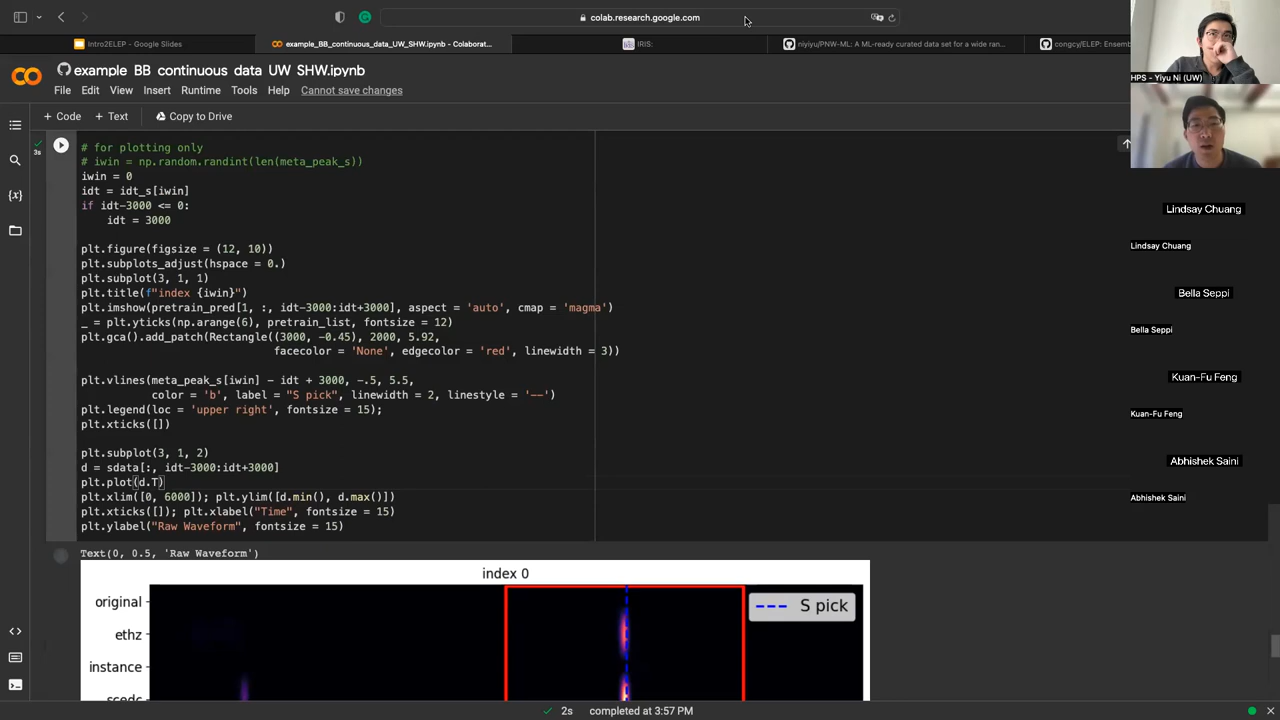 colab.research.google.com
Intro2ELEP - Google Slides
example_BB_continuous_data_UW_SHW.ipynb - Colaborat...
IRIS:
niyiyu/PNW-ML: A ML-ready curated data set for a wide ran...
congcy/ELEP: Ensemb
example_BB_continuous_data_UW_SHW.ipynb
File Edit View Insert Runtime Tools Help Cannot save changes
+ Code + Text Copy to Drive
3s
# for plotting only
# iwin = np.random.randint(len(meta_peak_s))
iwin = 0
idt = idt_s[iwin]
if idt-3000 <= 0:
    idt = 3000
plt.figure(figsize = (12, 10))
plt.subplots_adjust(hspace = 0.)
plt.subplot(3, 1, 1)
plt.title(f"index {iwin}")
plt.imshow(pretrain_pred[1, :, idt-3000:idt+3000], aspect = 'auto', cmap = 'magma')
_ = plt.yticks(np.arange(6), pretrain_list, fontsize = 12)
plt.gca().add_patch(Rectangle((3000, -0.45), 2000, 5.92,
facecolor = 'None', edgecolor = 'red', linewidth = 3))
plt.vlines(meta_peak_s[iwin] - idt + 3000, -.5, 5.5,
color = 'b', label = "S pick", linewidth = 2, linestyle = '--')
plt.legend(loc = 'upper right', fontsize = 15);
plt.xticks([])
plt.subplot(3, 1, 2)
d = sdata[:, idt-3000:idt+3000]
plt.plot(d.T)
plt.xlim([0, 6000]); plt.ylim([d.min(), d.max()])
plt.xticks([]); plt.xlabel("Time", fontsize = 15)
plt.ylabel("Raw Waveform", fontsize = 15)
Text(0, 0.5, 'Raw Waveform')
index 0
original
ethz
instance
scedc
S pick
2s completed at 3:57 PM
HPS - Yiyu Ni (UW)
Lindsay Chuang
Lindsay Chuang
Bella Seppi
Bella Seppi
Kuan-Fu Feng
Kuan-Fu Feng
Abhishek Saini
Abhishek Saini